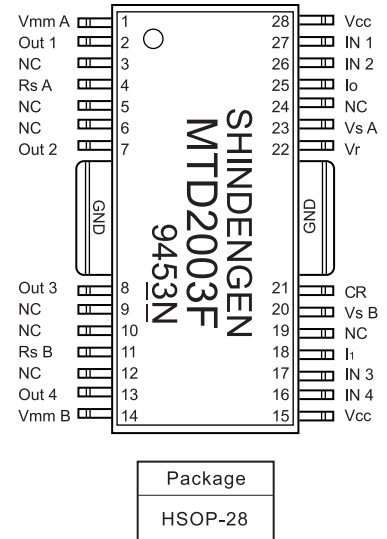 Vmm A 1 28 Vcc
Out 1 2 27 IN 1
NC 3 26 IN 2
Rs A 4 25 Io
NC 5 24 NC
NC 6 23 Vs A
Out 2 7 22 Vr
GND
SHINDENGEN
MTD2003F
9453N
GND
Out 3 8 21 CR
NC 9 20 Vs B
NC 10 19 NC
Rs B 11 18 I1
NC 12 17 IN 3
Out 4 13 16 IN 4
Vmm B 14 15 Vcc
Package
HSOP-28